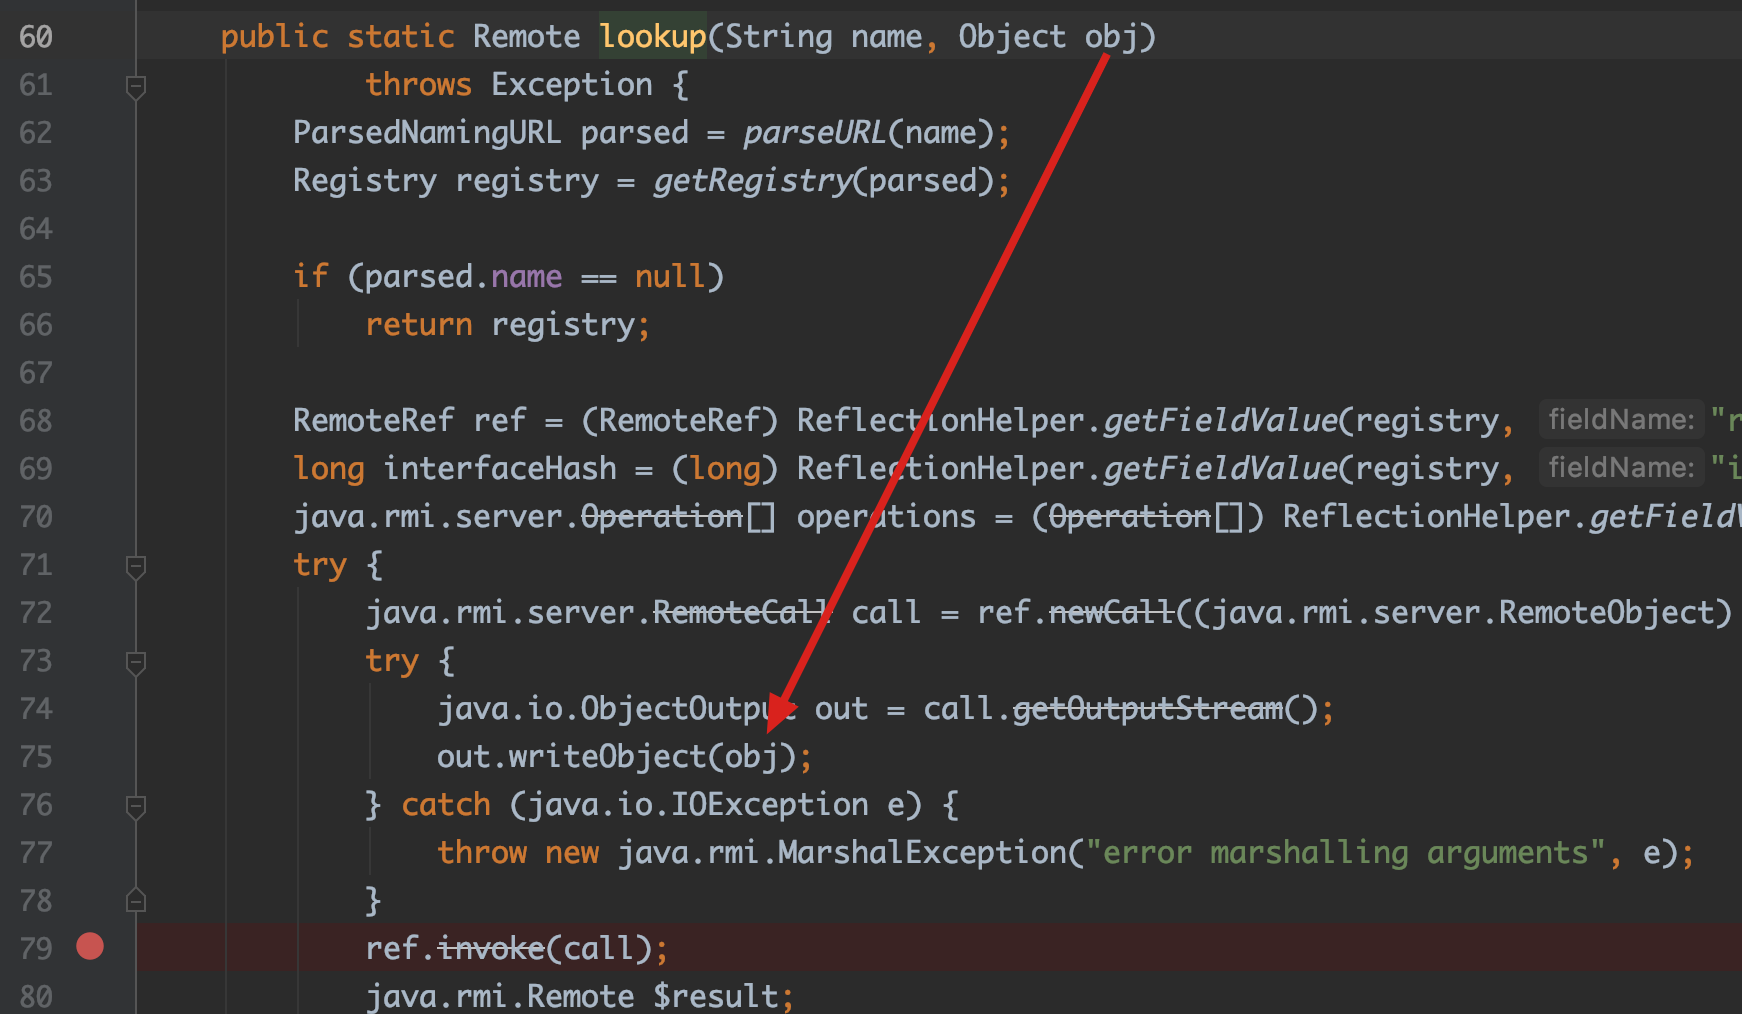 60 public static Remote lookup(String name, Object obj)
61 throws Exception {
62 ParsedNamingURL parsed = parseURL(name);
63 Registry registry = getRegistry(parsed);
64
65 if (parsed.name == null)
66 return registry;
67
68 RemoteRef ref = (RemoteRef) ReflectionHelper.getFieldValue(registry, fieldName: "r
69 long interfaceHash = (long) ReflectionHelper.getFieldValue(registry, fieldName: "i
70 java.rmi.server.Operation[] operations = (Operation[]) ReflectionHelper.getFieldV
71 try {
72 java.rmi.server.RemoteCall call = ref.newCall((java.rmi.server.RemoteObject)
73 try {
74 java.io.ObjectOutput out = call.getOutputStream();
75 out.writeObject(obj);
76 } catch (java.io.IOException e) {
77 throw new java.rmi.MarshalException("error marshalling arguments", e);
78 }
79 ref.invoke(call);
80 java.rmi.Remote $result;